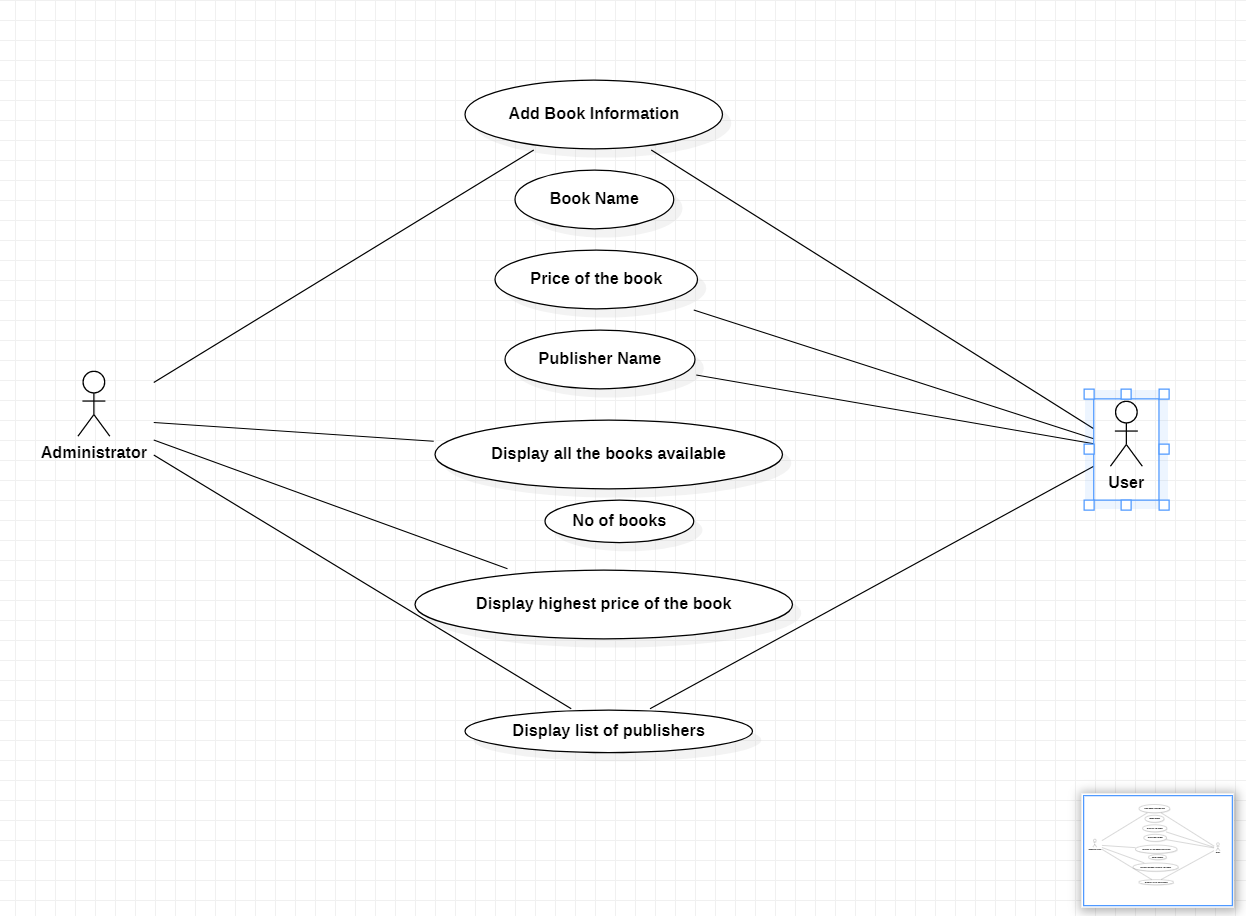 Add Book Information
Book Name
Price of the book
Publisher Name
Administrator
Display all the books available
User
No of books
Display highest price of the book
Display list of publishers